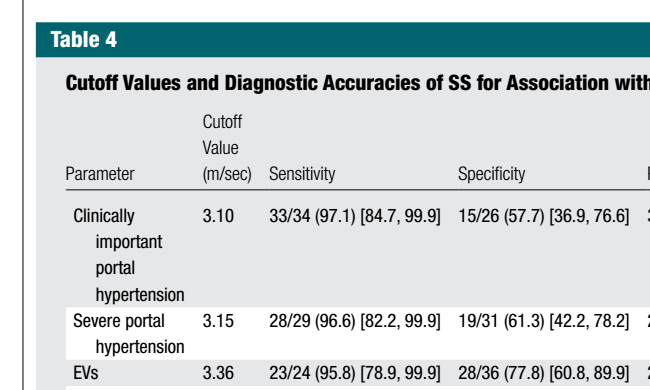 Table 4
Cutoff Values and Diagnostic Accuracies of SS for Association with
Cutoff
Value
Parameter (m/sec) Sensitivity Specificity
Clinically 3.10 33/34 (97.1) [84.7, 99.9] 15/26 (57.7) [36.9, 76.6]
important
portal
hypertension
Severe portal 3.15 28/29 (96.6) [82.2, 99.9] 19/31 (61.3) [42.2, 78.2]
hypertension
EVs 3.36 23/24 (95.8) [78.9, 99.9] 28/36 (77.8) [60.8, 89.9]